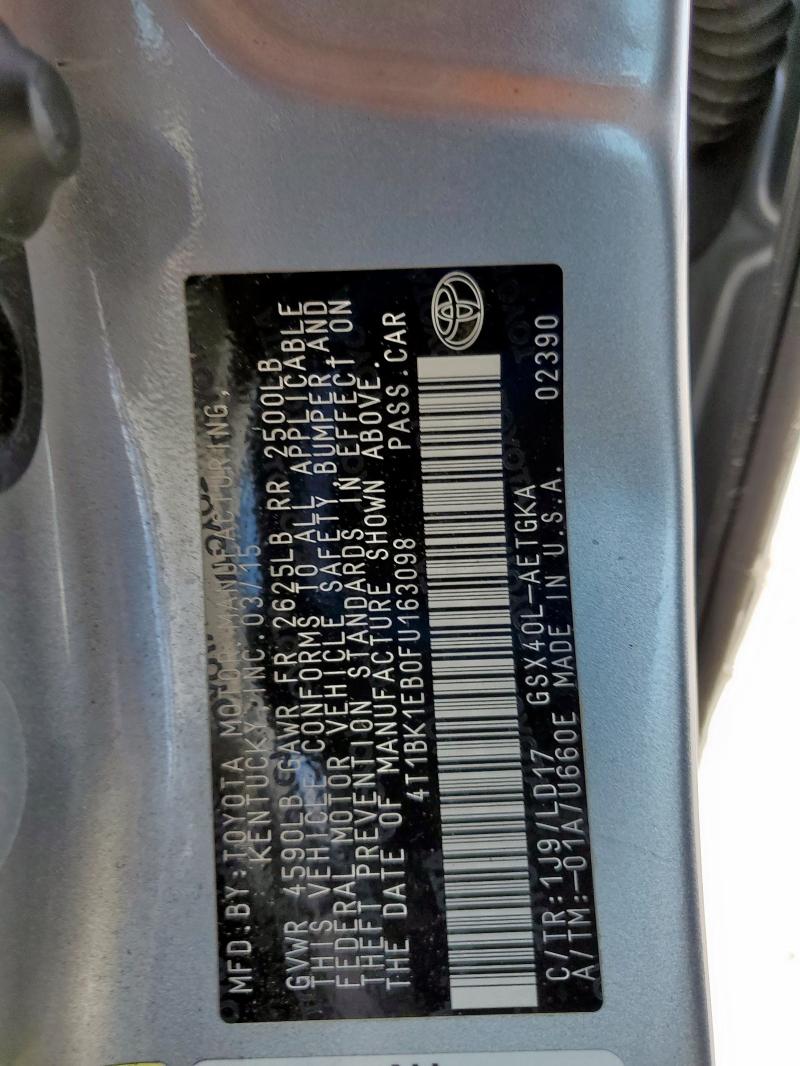 MFD.BY:TOYOTA MOTOR MANUFACTURING,
KENTUCKY,INC.03/15
GVWR 4590LB GAWR FR 2625LB RR 2500LB
THIS VEHICLE CONFORMS TO ALL APPLICABLE
FEDERAL MOTOR VEHICLE SAFETY, BUMPER,AND
THEFT PREVENTION STANDARDS IN EFFECT ON
THE DATE OF MANUFACTURE SHOWN ABOVE.
4T1BK1EB0FU163098 PASS.CAR
C/TR:1J9/LD17 GSX40L-AETGKA 02390
A/TM:-01A/U660E MADE IN U.S.A.